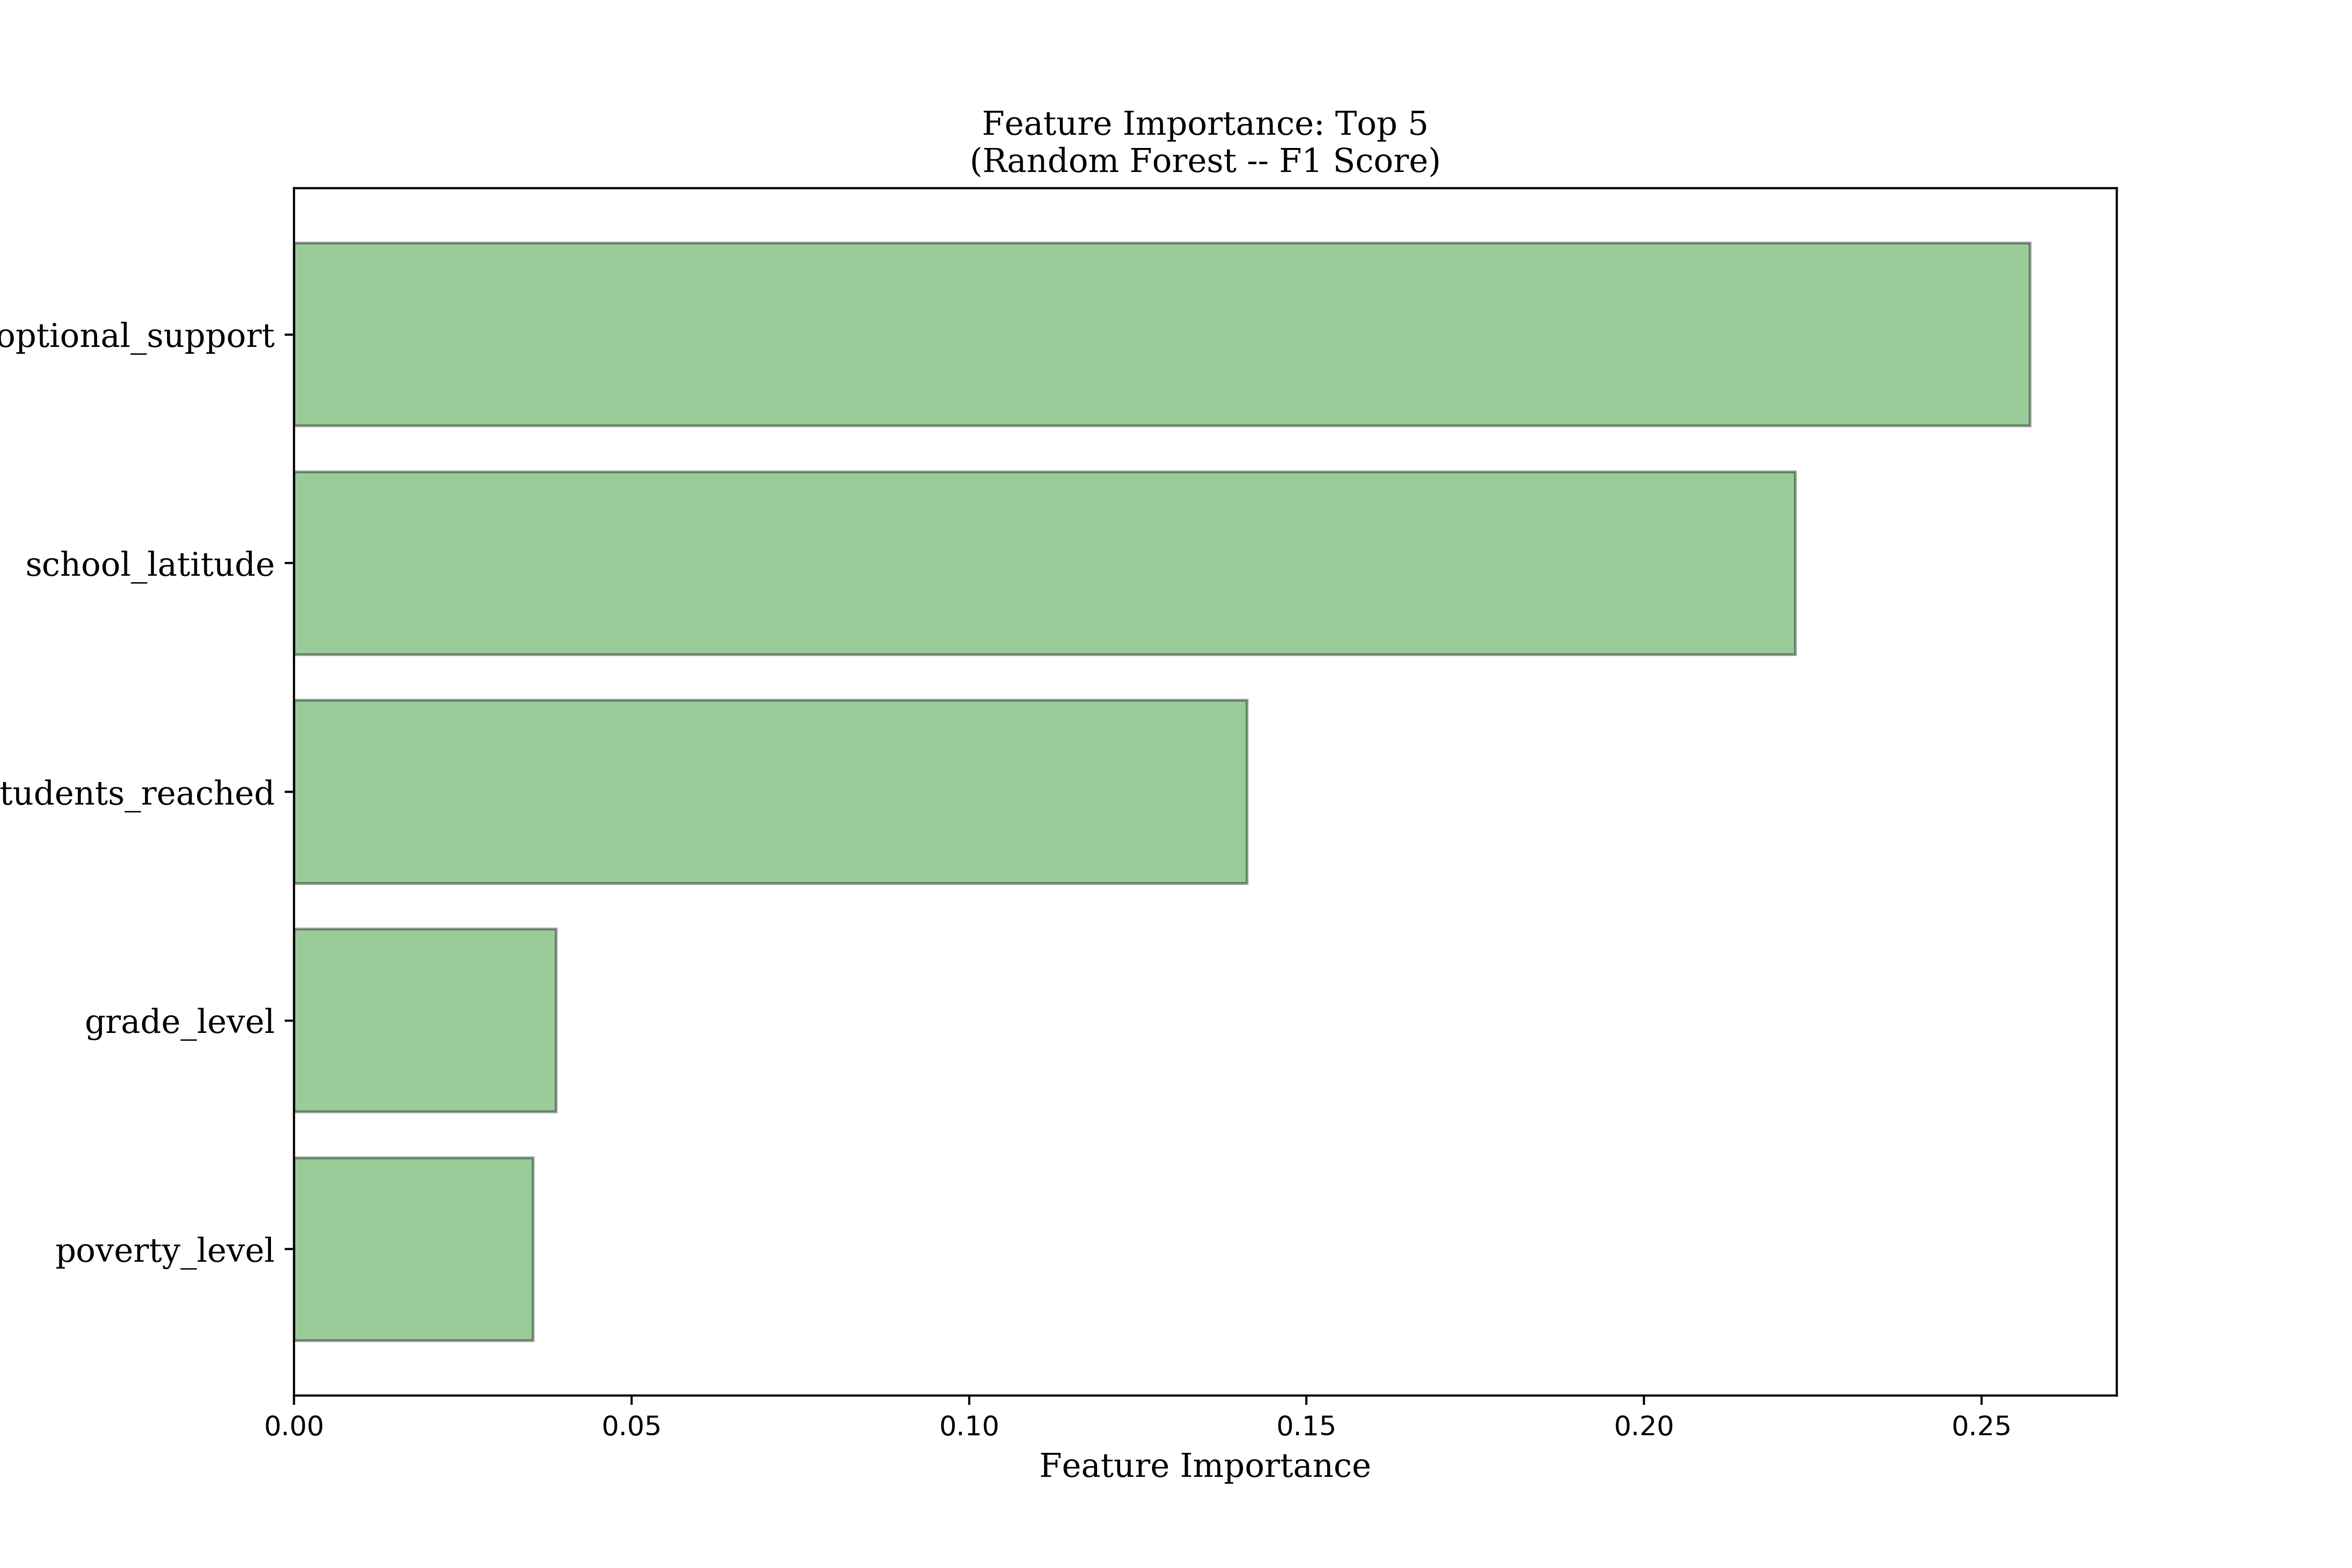 Feature Importance: Top 5
(Random Forest -- F1 Score)
optional_support
school_latitude
tudents_reached
grade_level
poverty_level
0.00 0.05 0.10 0.15 0.20 0.25
Feature Importance